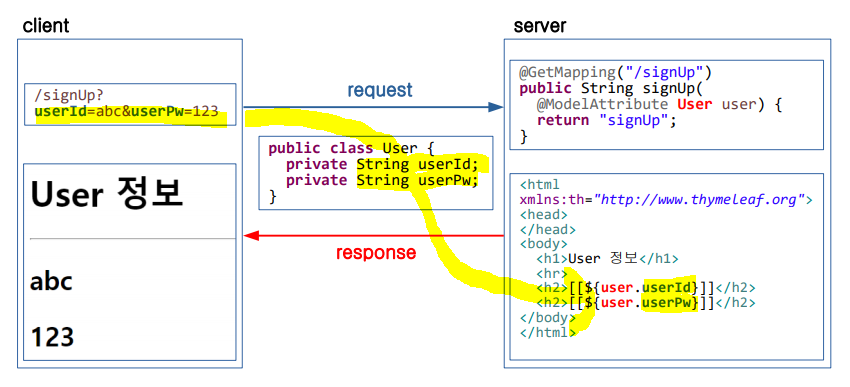 client
server
/signUp?
userId=abc&userPw=123
request
@GetMapping("/signUp")
public String signUp(
@ModelAttribute User user) {
return "signUp";
}
public class User {
private String userId;
private String userPw;
}
User 정보
abc
123
response
<html
xmlns:th="http://www.thymeleaf.org">
<head>
</head>
<body>
<h1>User 정보</h1>
<hr>
<h2>[[${user.userId}]]</h2>
<h2>[[${user.userPw}]]</h2>
</body>
</html>